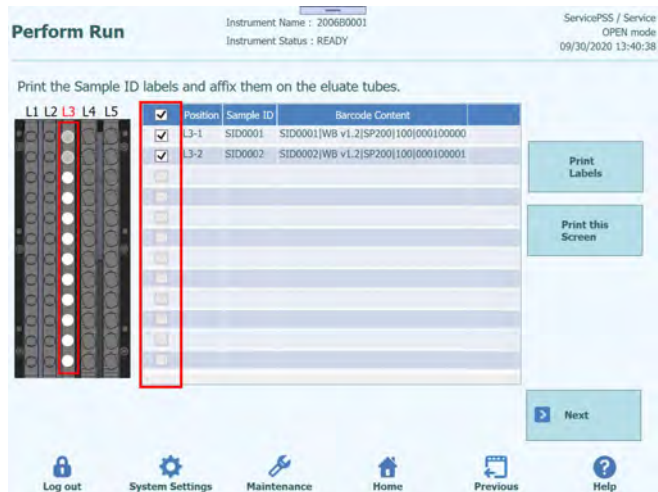 Perform Run
Instrument Name : 2006B0001
Instrument Status : READY
ServicePSS / Service
OPEN mode
09/30/2020 13:40:38
Print the Sample ID labels and affix them on the eluate tubes.
L1 L2 L3 L4 L5
Position Sample ID Barcode Content
L3-1 SID0001 SID0001|WB v1.2|SP200|100|000100000
L3-2 SID0002 SID0002|WB v1.2|SP200|100|000100001
Print
Labels
Print this
Screen
Next
Log out System Settings Maintenance Home Previous Help